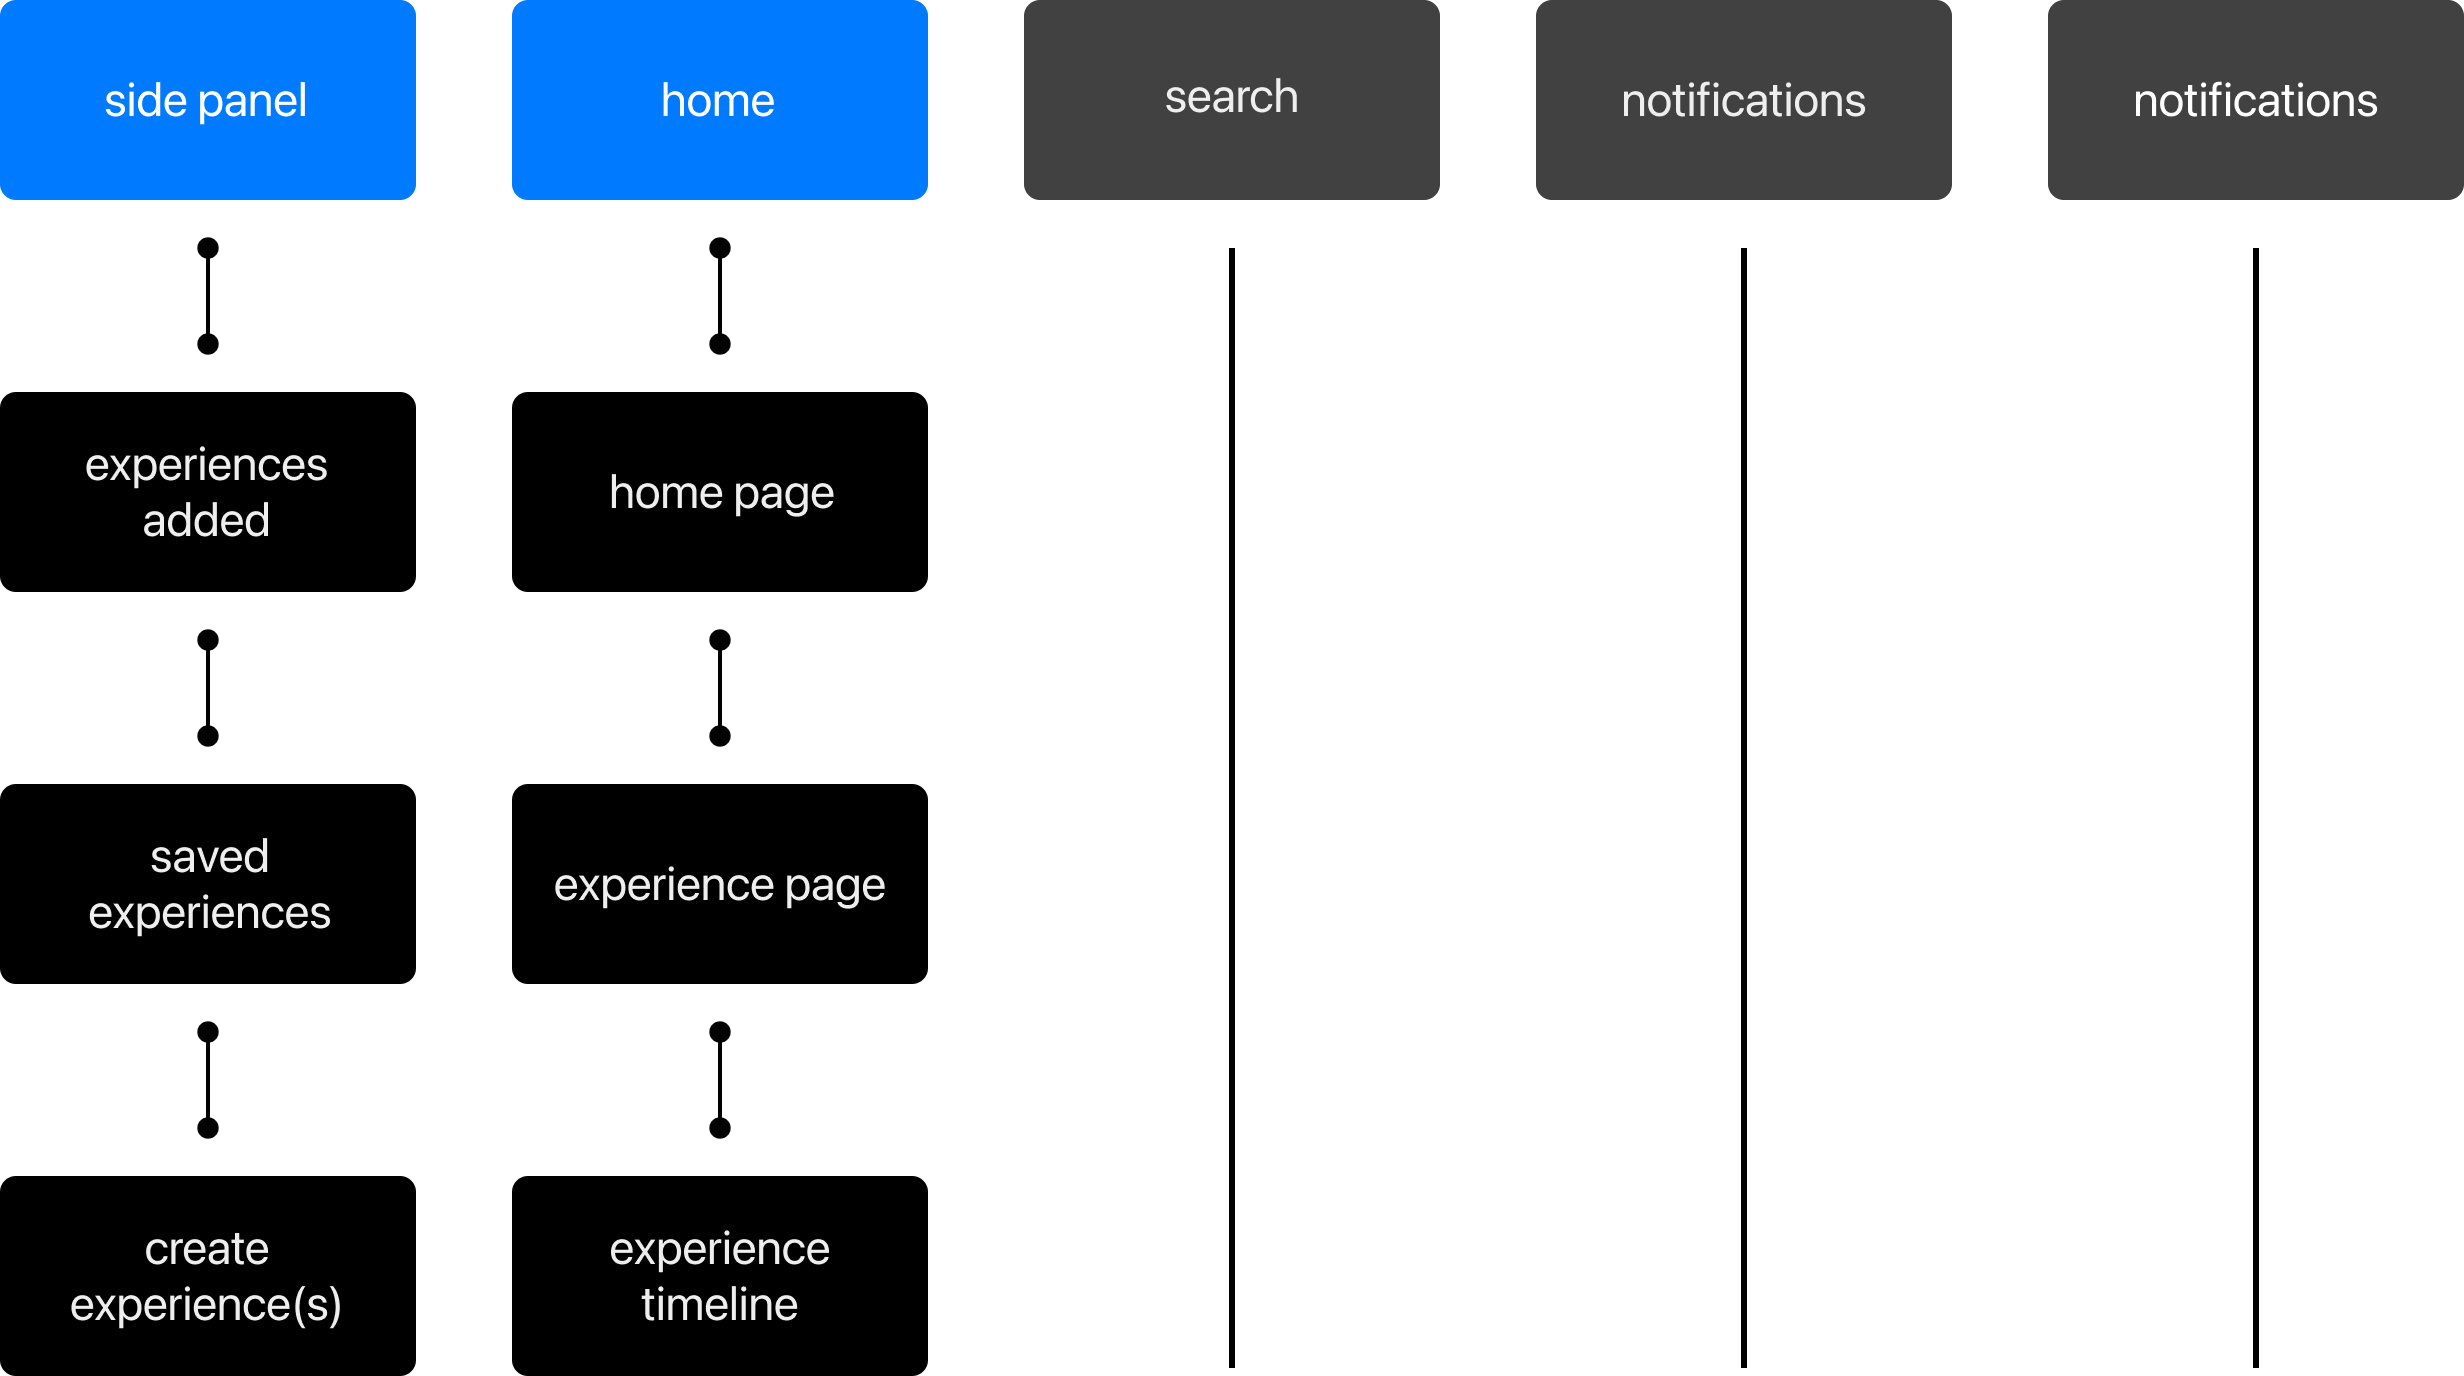 side panel
home
search
notifications
notifications
experiences
added
home page
saved
experiences
experience page
create
experience(s)
experience
timeline